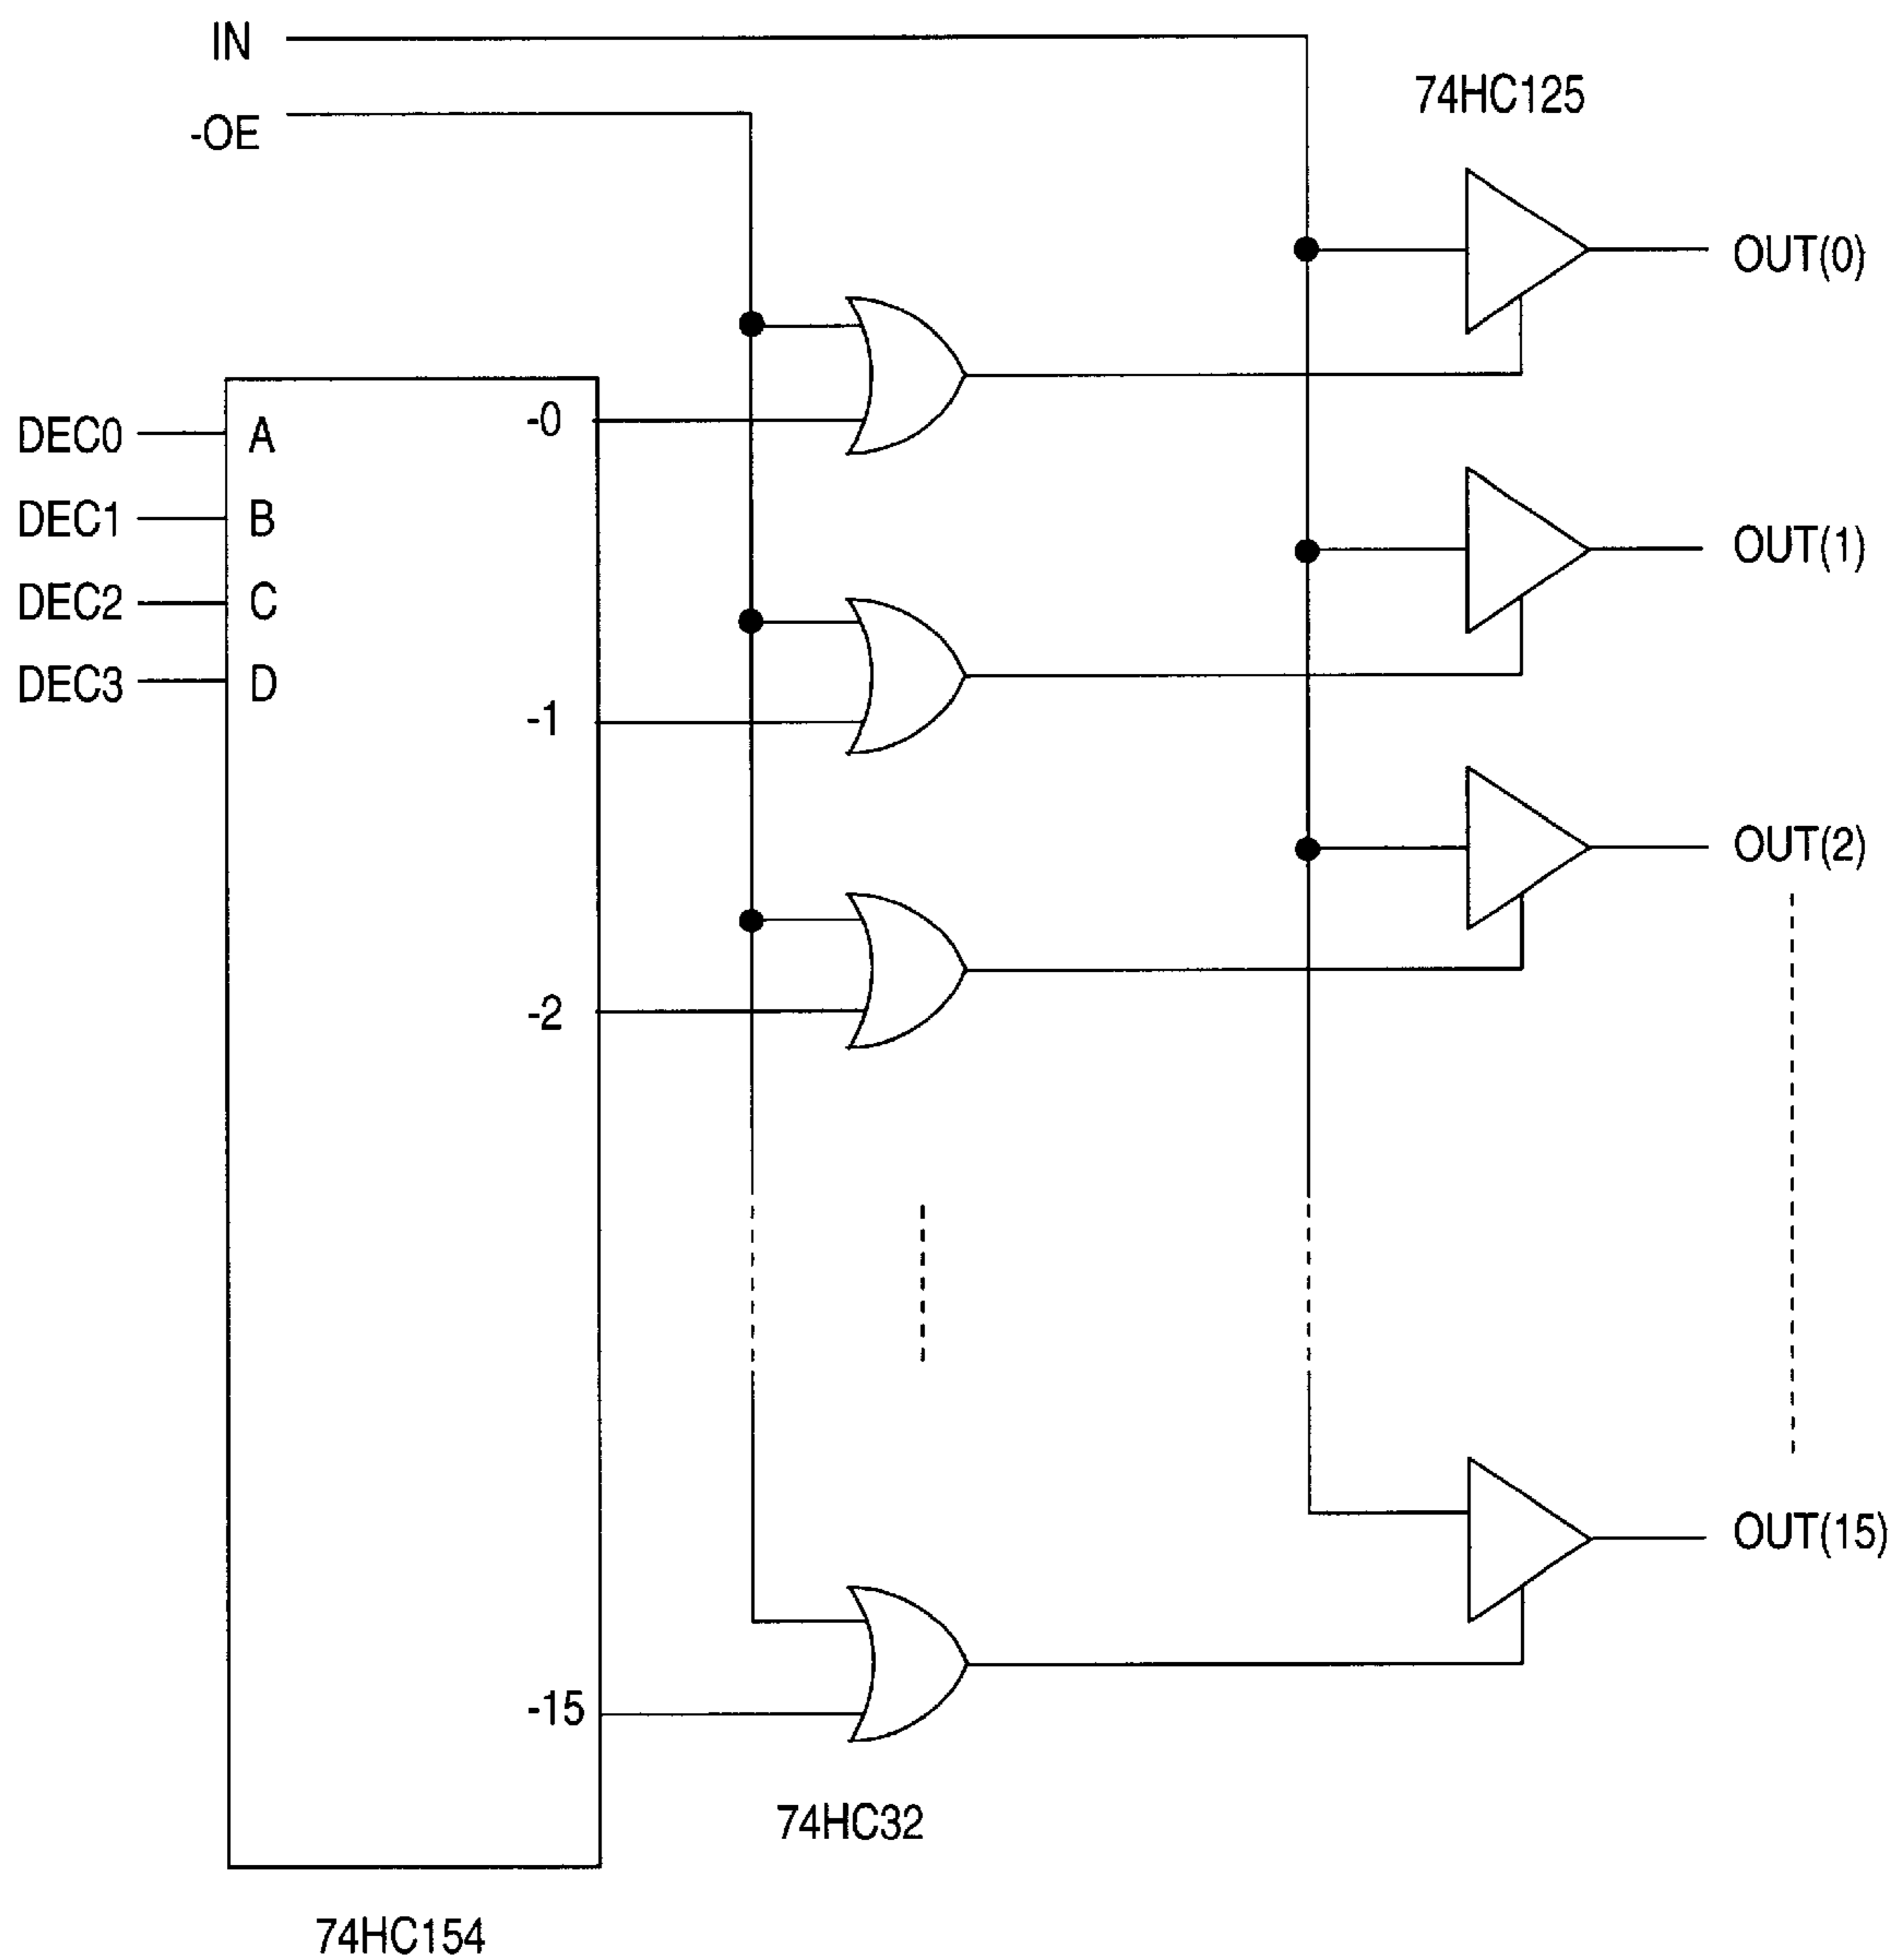 IN
-OE
74HC125
OUT(0)
DEC0
A
-0
DEC1
B
OUT(1)
DEC2
C
DEC3
D
-1
OUT(2)
-2
OUT(15)
-15
74HC32
74HC154